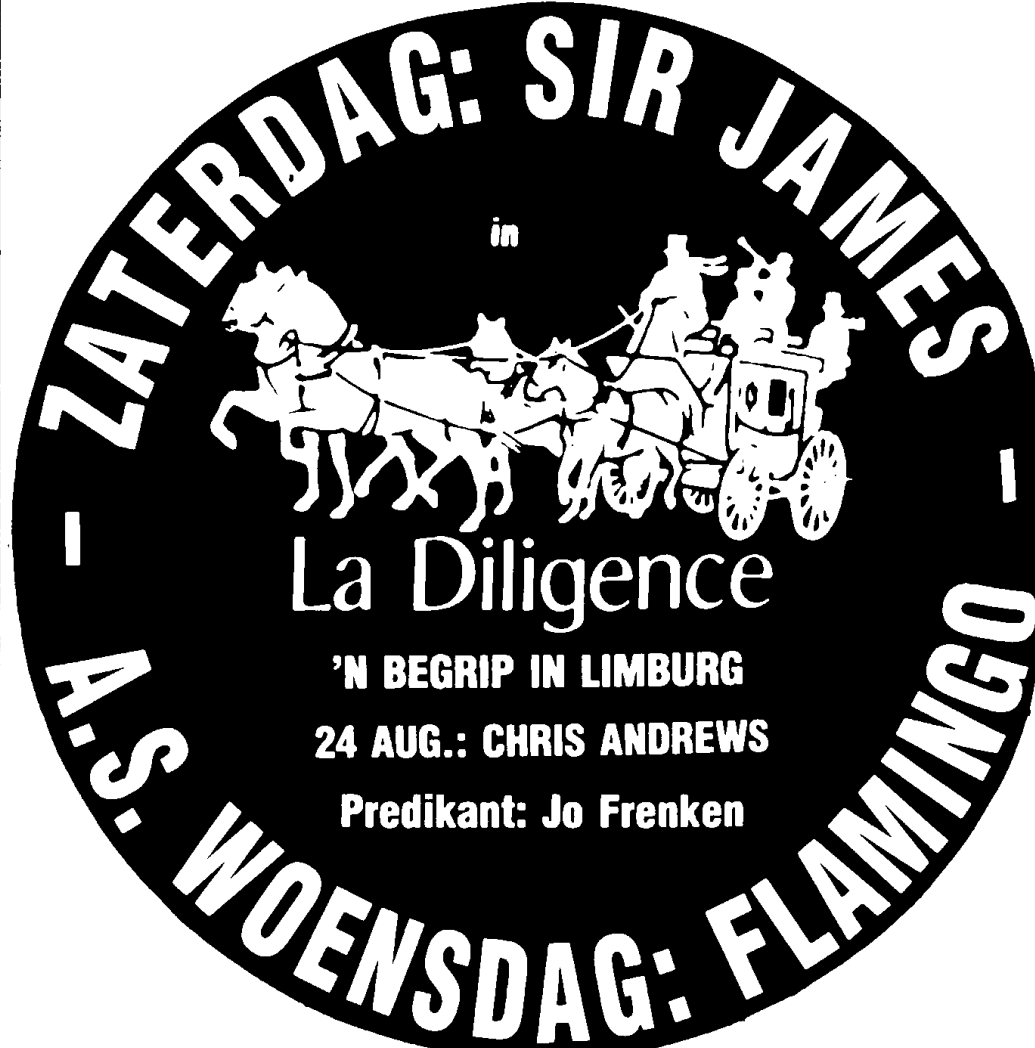 - ZATERDAG: SIR JAMES -
in
La Diligence
'N BEGRIP IN LIMBURG
24 AUG.: CHRIS ANDREWS
Predikant: Jo Frenken
A.S. WOENSDAG: FLAMINGO